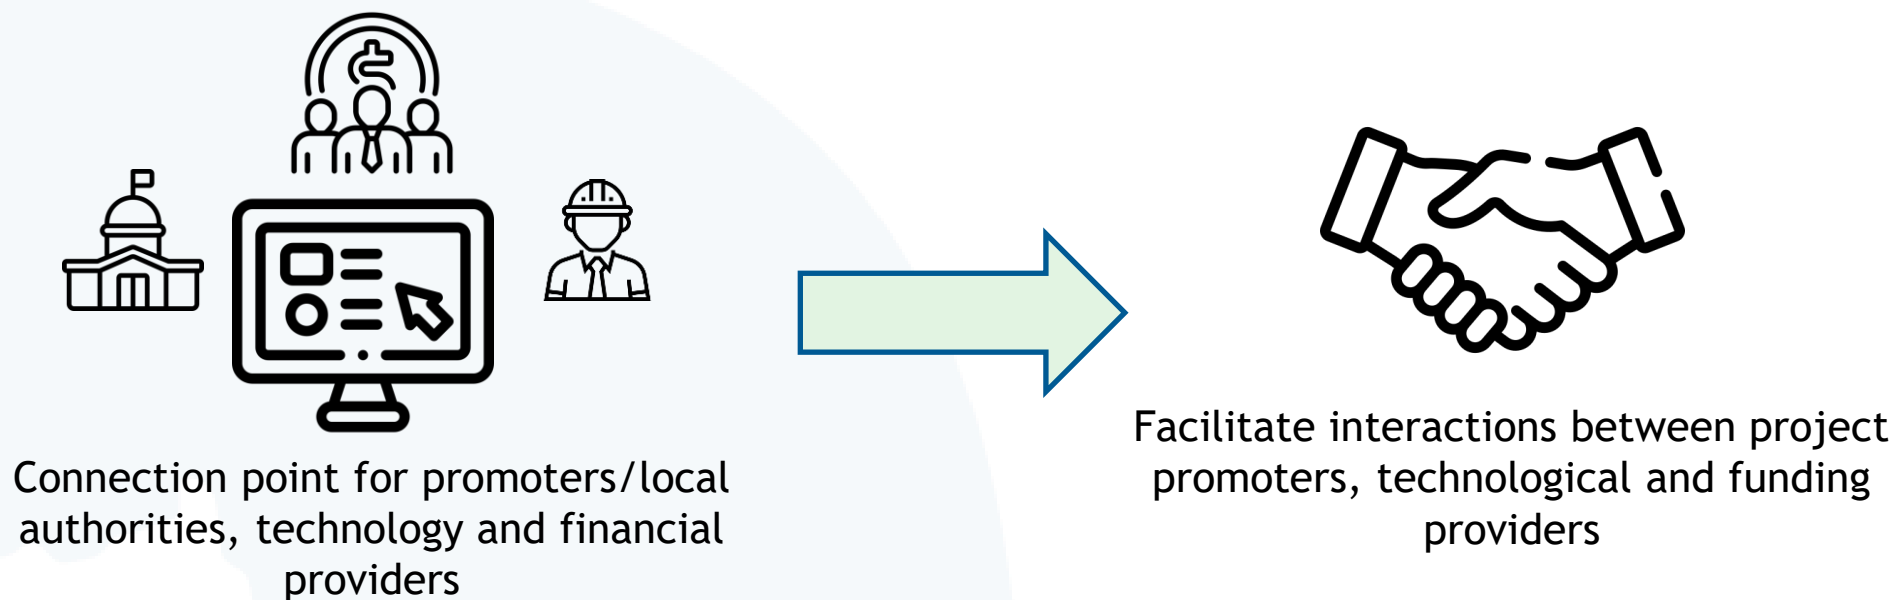 Connection point for promoters/local
authorities, technology and financial
providers
Facilitate interactions between project
promoters, technological and funding
providers